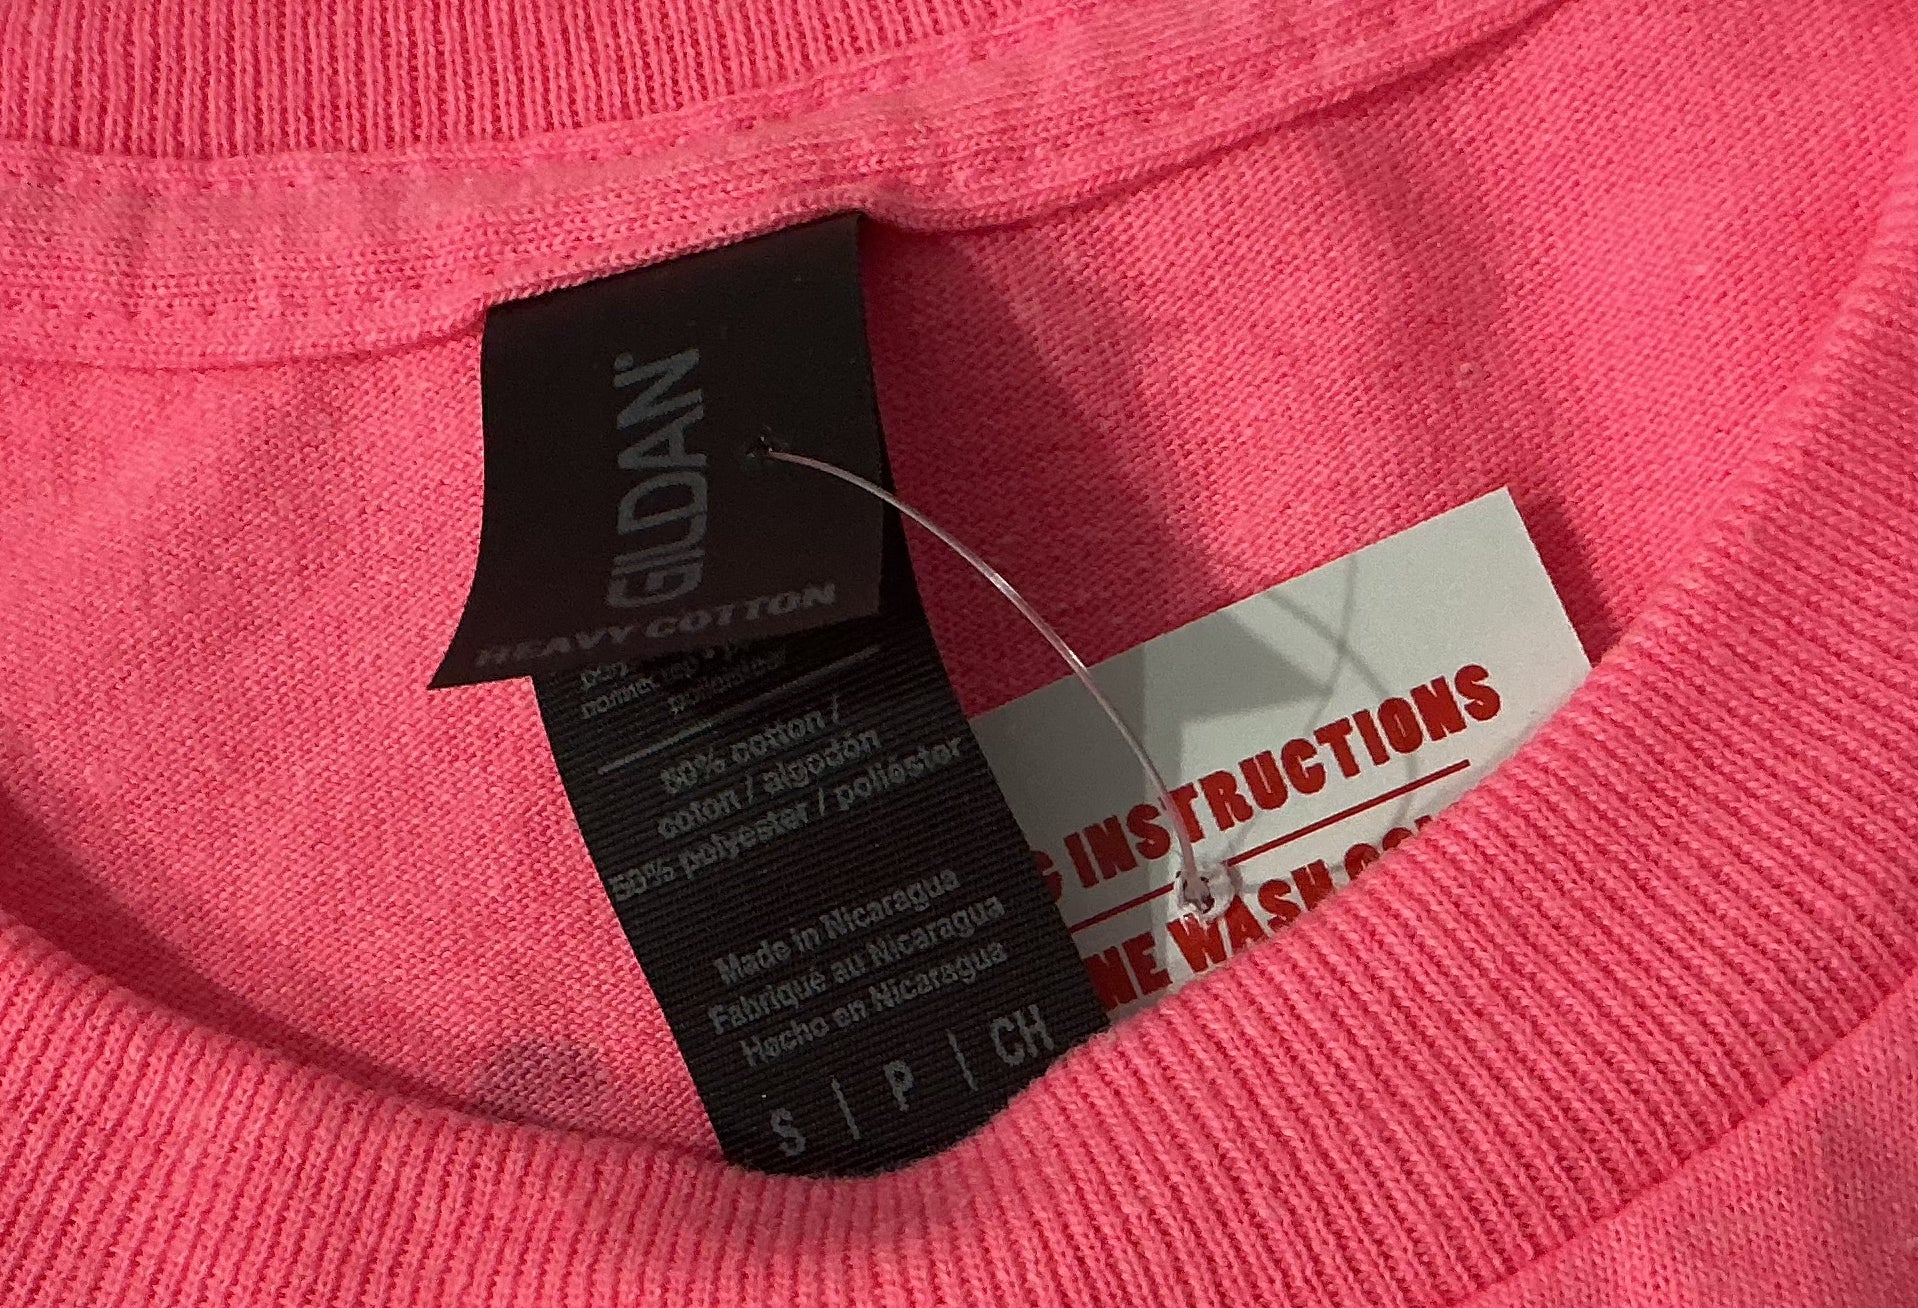 GILDAN®
HEAVY COTTON
50% cotton /
coton / algodón
50% polyester / poliéster
Made in Nicaragua
Fabriqué au Nicaragua
Hecho en Nicaragua
S | P | CH
INSTRUCTIONS
WASH